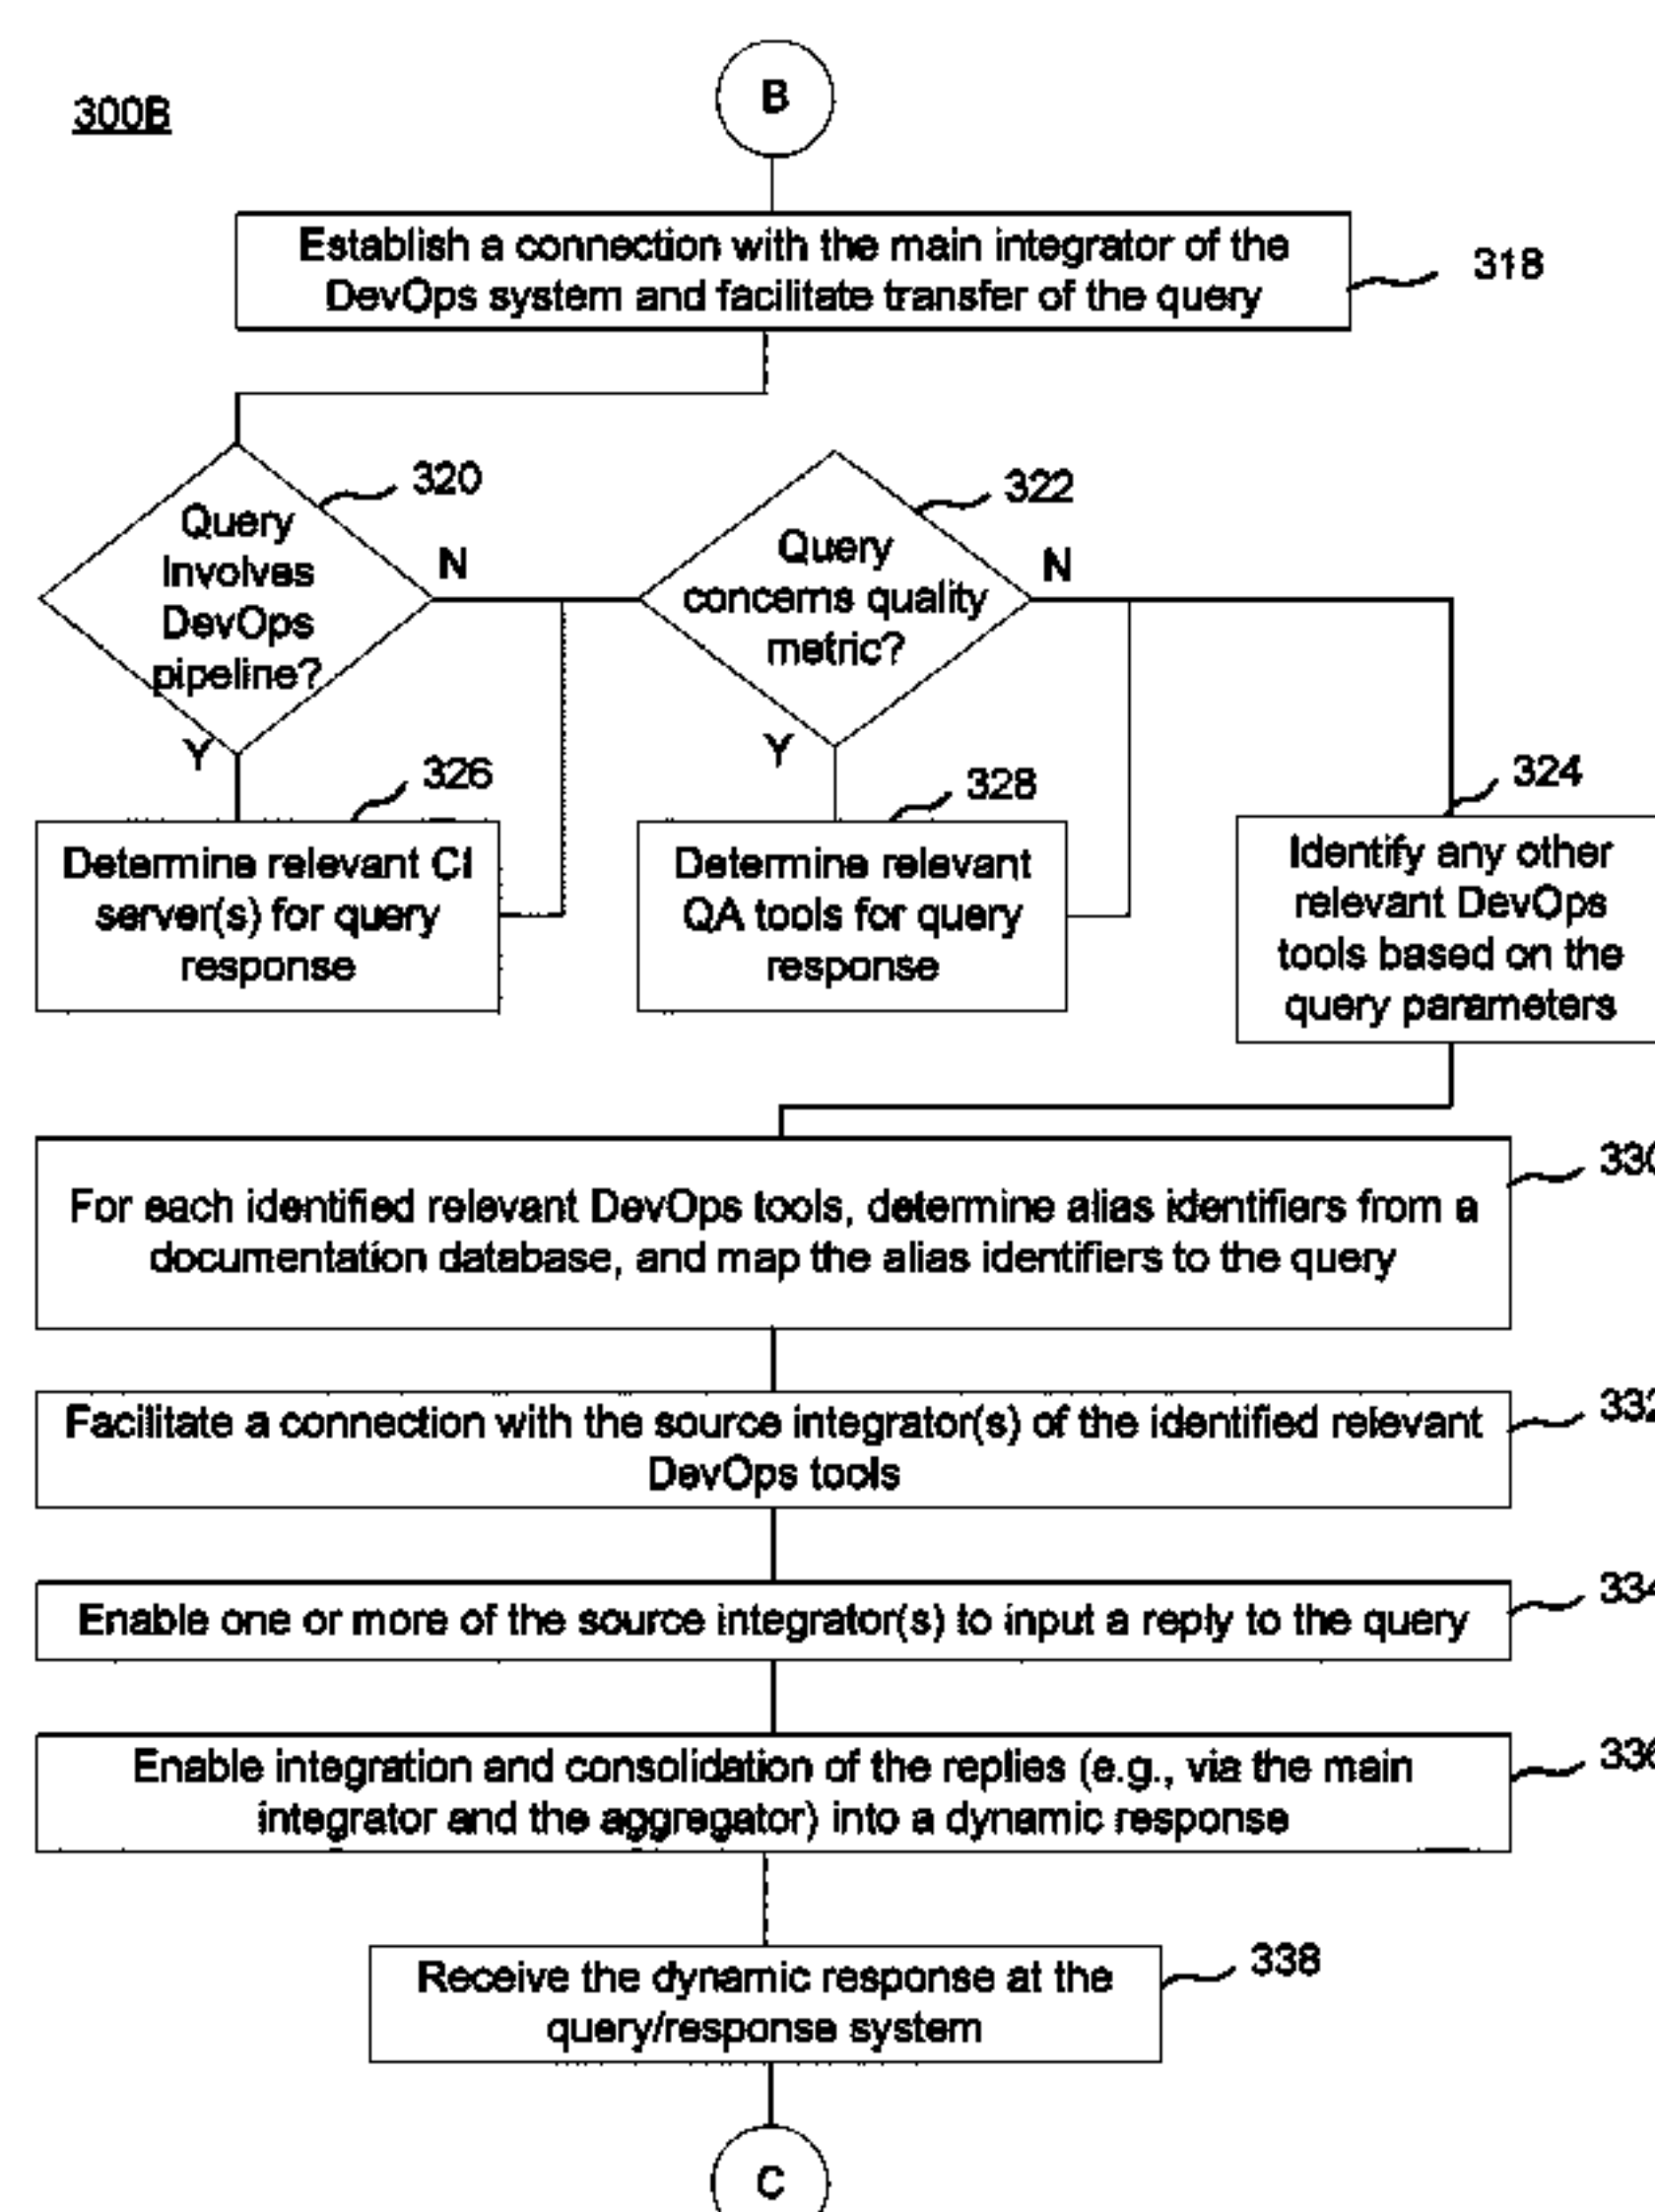 300B
B
Establish a connection with the main integrator of the
DevOps system and facilitate transfer of the query
318
320
Query
Involves
DevOps
pipeline?
N
Y
322
Query
concerns quality
metric?
N
Y
326
Determine relevant CI
server(s) for query
response
328
Determine relevant
QA tools for query
response
324
Identify any other
relevant DevOps
tools based on the
query parameters
For each identified relevant DevOps tools, determine alias identifiers from a
documentation database, and map the alias identifiers to the query
330
Facilitate a connection with the source integrator(s) of the identified relevant
DevOps tools
332
Enable one or more of the source integrator(s) to input a reply to the query
334
Enable integration and consolidation of the replies (e.g., via the main
integrator and the aggregator) into a dynamic response
336
Receive the dynamic response at the
query/response system
338
C